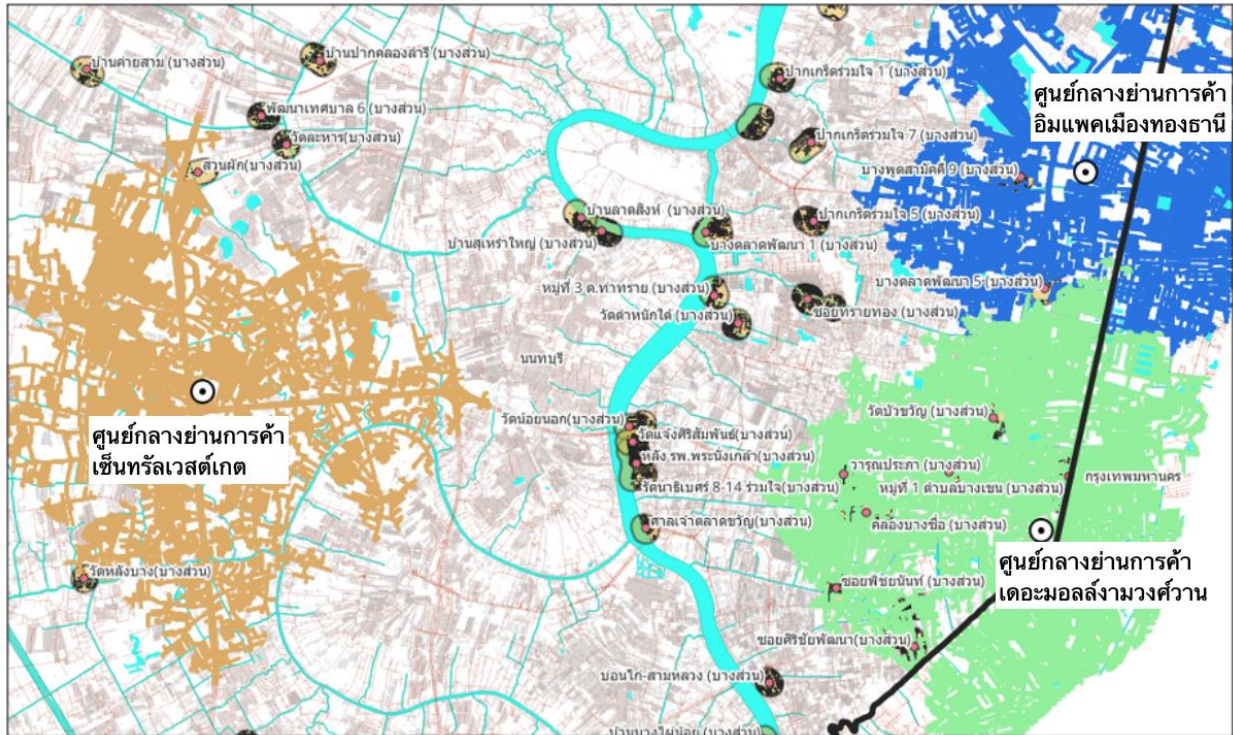 บ้านปากคลองลำรี (บางส่วน)
บ้านค่ายสาม (บางส่วน)
ปากเกร็ดร่วมใจ 1 (บางส่วน)
ศูนย์กลางย่านการค้า
อิมแพคเมืองทองธานี
พัฒนาเทศบาล 6 (บางส่วน)
วัดละหาร(บางส่วน)
ปากเกร็ดร่วมใจ 7 (บางส่วน)
สวนผัก(บางส่วน)
บางพูดสามัคคี 9 (บางส่วน)
บ้านลาดสิงห์ (บางส่วน)
ปากเกร็ดร่วมใจ 5 (บางส่วน)
บ้านสุเหร่าใหญ่ (บางส่วน)
บางตลาดพัฒนา 1 (บางส่วน)
บางตลาดพัฒนา 5 (บางส่วน)
หมู่ที่ 3 ต.ท่าทราย (บางส่วน)
วัดตำหนักใต้ (บางส่วน)
ซอยทรายทอง (บางส่วน)
นนทบุรี
วัดน้อยนอก(บางส่วน)
วัดบัวขวัญ (บางส่วน)
ศูนย์กลางย่านการค้า
เซ็นทรัลเวสต์เกต
วัดแจ้งศิริสัมพันธ์(บางส่วน)
หลัง รพ.พระนั่งเกล้า(บางส่วน)
วารุณประภา (บางส่วน)
รัตนาธิเบศร์ 8-14 ร่วมใจ(บางส่วน)
หมู่ที่ 1 ตำบลบางเขน (บางส่วน)
กรุงเทพมหานคร
ศาลเจ้าตลาดขวัญ(บางส่วน)
คลองบางซื่อ (บางส่วน)
ศูนย์กลางย่านการค้า
เดอะมอลล์งามวงศ์วาน
วัดหลังบาง(บางส่วน)
ซอยพิชยนันท์ (บางส่วน)
ซอยศิริชัยพัฒนา(บางส่วน)
บ่อนไก่-สามหลวง (บางส่วน)
บ้านบางไผ่น้อย (บางส่วน)